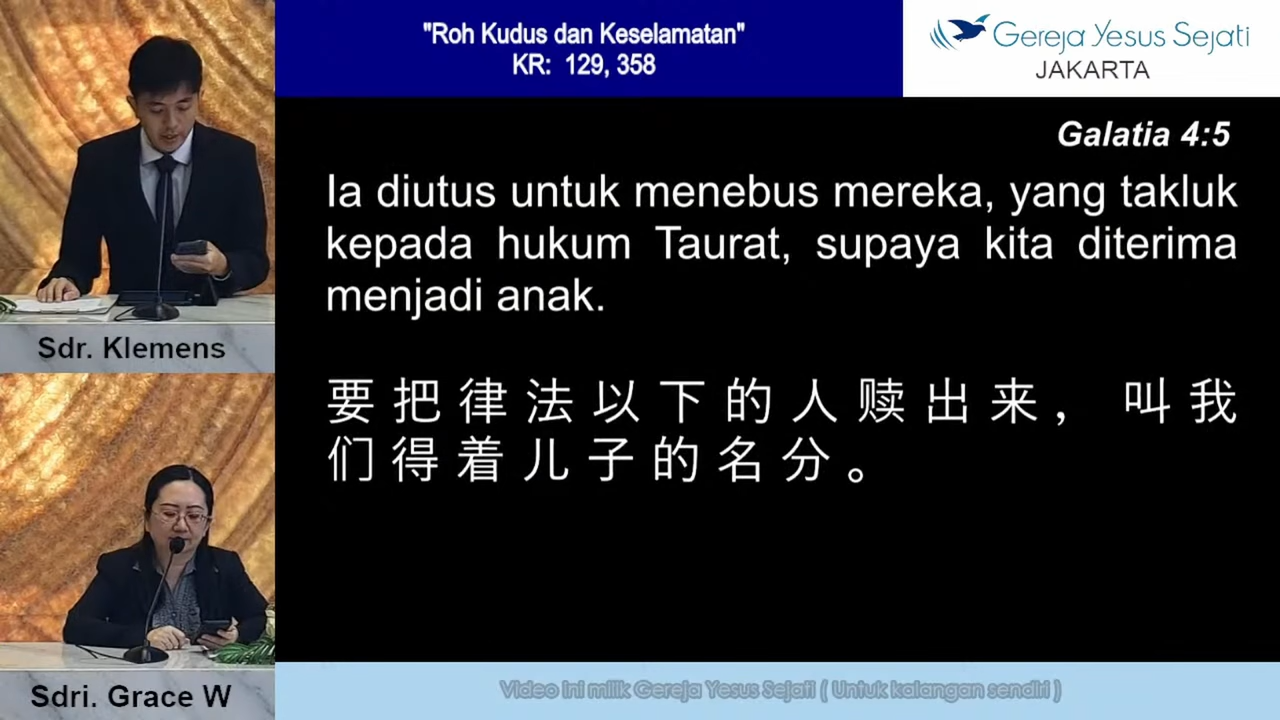 "Roh Kudus dan Keselamatan"
KR: 129, 358
Gereja Yesus Sejati
JAKARTA
Galatia 4:5
Ia diutus untuk menebus mereka, yang takluk
kepada hukum Taurat, supaya kita diterima
menjadi anak.
要把律法以下的人赎出来，叫我
们得着儿子的名分。
Sdr. Klemens
Sdri. Grace W
Video ini milik Gereja Yesus Sejati ( Untuk kalangan sendiri )